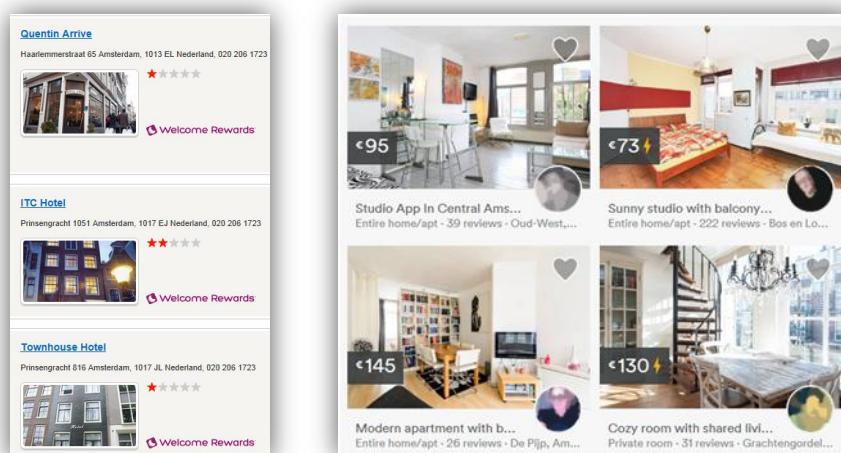 Quentin Arrive
Haarlemmerstraat 65 Amsterdam, 1013 EL Nederland, 020 206 1723
Welcome Rewards
ITC Hotel
Prinsengracht 1051 Amsterdam, 1017 EJ Nederland, 020 206 1723
Welcome Rewards
Townhouse Hotel
Prinsengracht 816 Amsterdam, 1017 JL Nederland, 020 206 1723
Hotel
Welcome Rewards
€95
€73
Studio App In Central Ams...
Entire home/apt · 39 reviews · Oud-West,...
Sunny studio with balcony...
Entire home/apt · 222 reviews · Bos en Lo...
€145
€130
Modern apartment with b...
Entire home/apt · 26 reviews · De Pijp, Am...
Cozy room with shared livi...
Private room · 31 reviews · Grachtengordel...